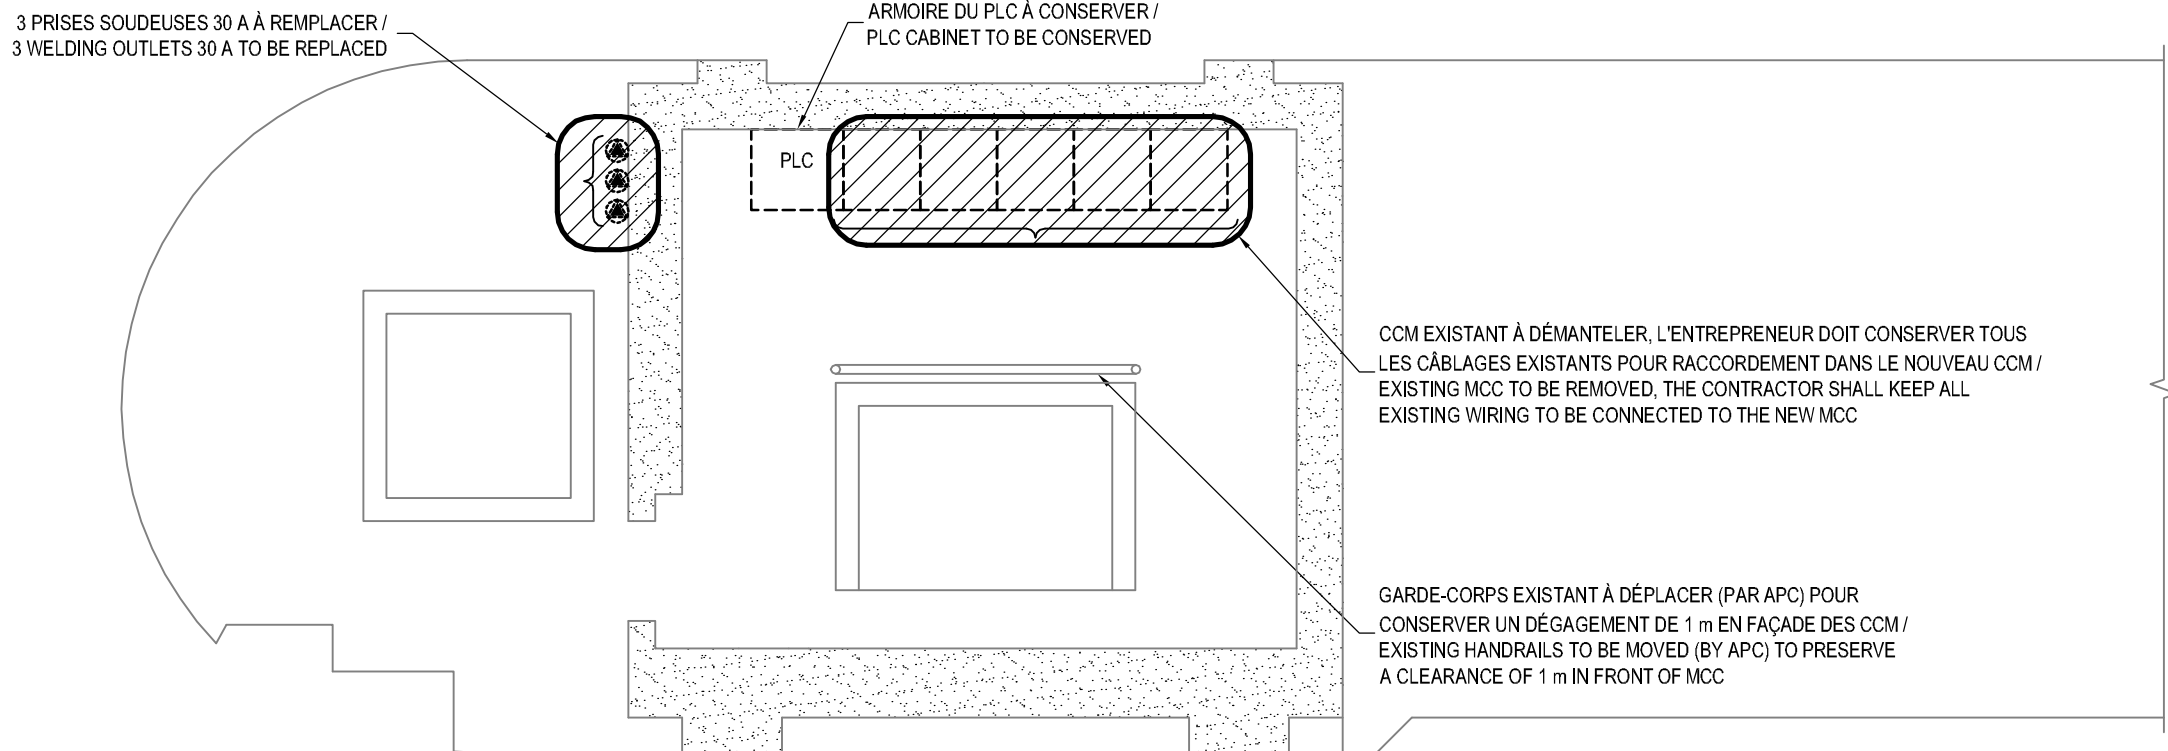 3 PRISES SOUDEUSES 30 A À REMPLACER /
3 WELDING OUTLETS 30 A TO BE REPLACED
ARMOIRE DU PLC À CONSERVER /
PLC CABINET TO BE CONSERVED
PLC
CCM EXISTANT À DÉMANTELER, L'ENTREPRENEUR DOIT CONSERVER TOUS
LES CÂBLAGES EXISTANTS POUR RACCORDEMENT DANS LE NOUVEAU CCM /
EXISTING MCC TO BE REMOVED, THE CONTRACTOR SHALL KEEP ALL
EXISTING WIRING TO BE CONNECTED TO THE NEW MCC
GARDE-CORPS EXISTANT À DÉPLACER (PAR APC) POUR
CONSERVER UN DÉGAGEMENT DE 1 m EN FAÇADE DES CCM /
EXISTING HANDRAILS TO BE MOVED (BY APC) TO PRESERVE
A CLEARANCE OF 1 m IN FRONT OF MCC